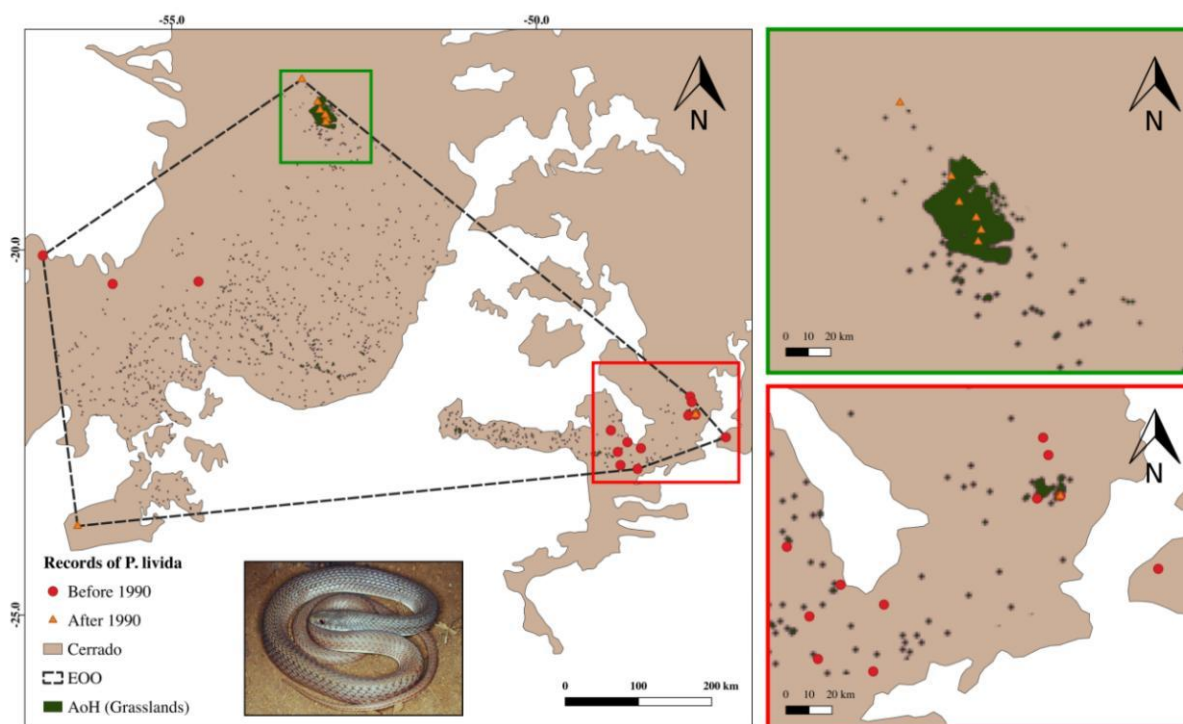 -55.0
-50.0
-20.0
-25.0
N
Records of P. livida
Before 1990
After 1990
Cerrado
EOO
AoH (Grasslands)
0 100 200 km
N
0 10 20 km
N
0 10 20 km